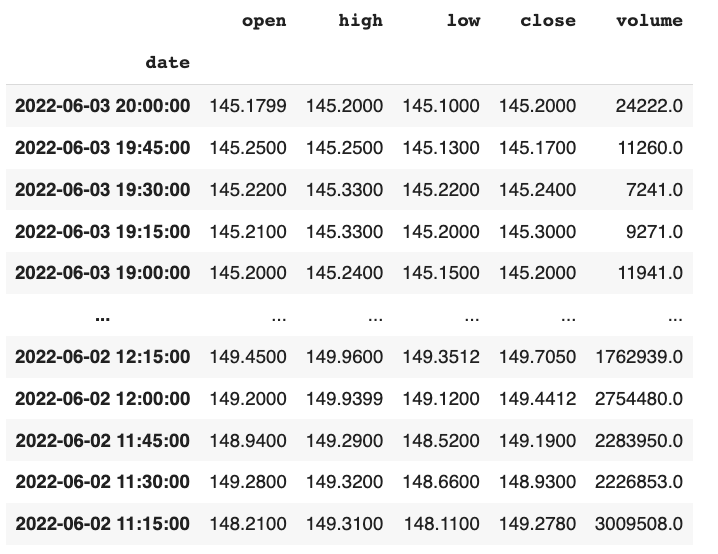 open high low close volume
date
2022-06-03 20:00:00 145.1799 145.2000 145.1000 145.2000 24222.0
2022-06-03 19:45:00 145.2500 145.2500 145.1300 145.1700 11260.0
2022-06-03 19:30:00 145.2200 145.3300 145.2200 145.2400 7241.0
2022-06-03 19:15:00 145.2100 145.3300 145.2000 145.3000 9271.0
2022-06-03 19:00:00 145.2000 145.2400 145.1500 145.2000 11941.0
... ... ... ... ... ...
2022-06-02 12:15:00 149.4500 149.9600 149.3512 149.7050 1762939.0
2022-06-02 12:00:00 149.2000 149.9399 149.1200 149.4412 2754480.0
2022-06-02 11:45:00 148.9400 149.2900 148.5200 149.1900 2283950.0
2022-06-02 11:30:00 149.2800 149.3200 148.6600 148.9300 2226853.0
2022-06-02 11:15:00 148.2100 149.3100 148.1100 149.2780 3009508.0